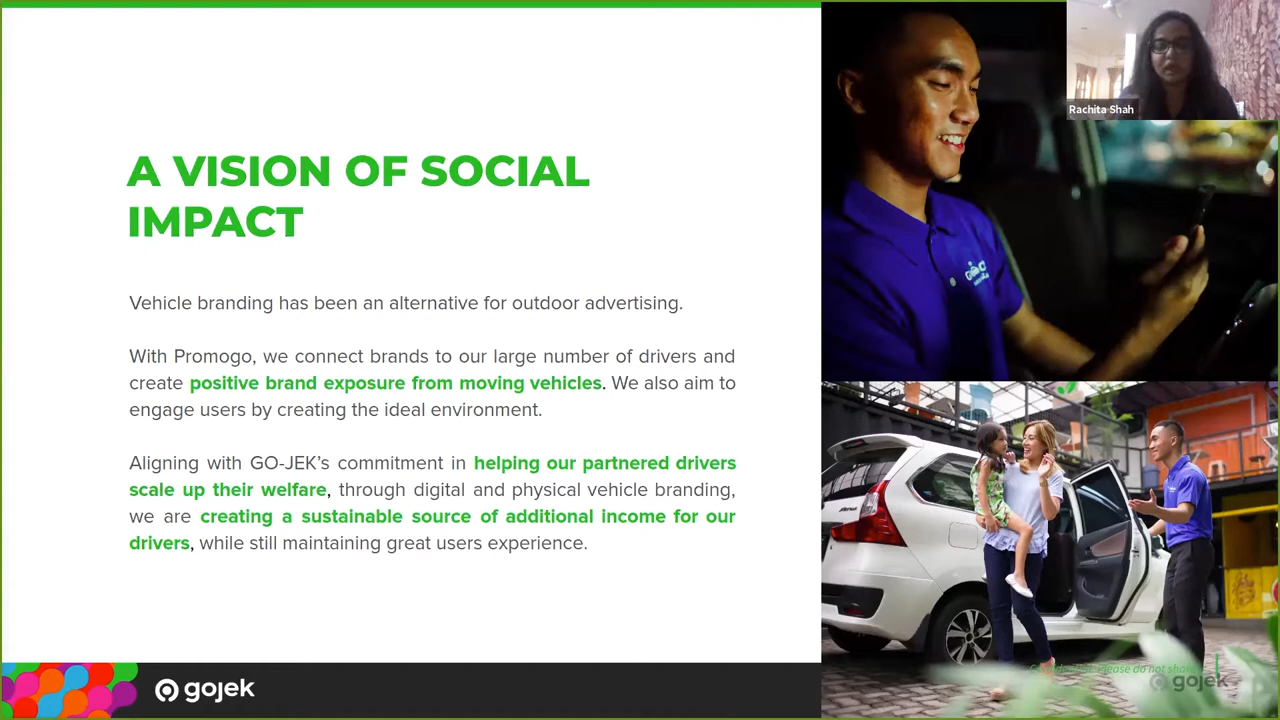 A VISION OF SOCIAL
IMPACT
Vehicle branding has been an alternative for outdoor advertising.
With Promogo, we connect brands to our large number of drivers and
create positive brand exposure from moving vehicles. We also aim to
engage users by creating the ideal environment.
Aligning with GO-JEK’s commitment in helping our partnered drivers
scale up their welfare, through digital and physical vehicle branding,
we are creating a sustainable source of additional income for our
drivers, while still maintaining great users experience.
gojek
Rachita Shah
Please do not share
gojek